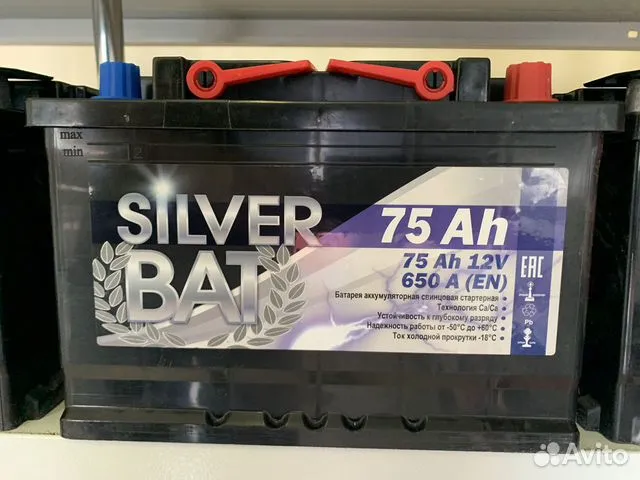 max
min
SILVER
BAT
75 Ah
75 Ah 12V
650 A (EN)
Батарея аккумуляторная свинцовая стартерная
Технология Ca/Ca
Устойчивость к глубокому разряду
Надежность работы от -50°C до +60°C
Ток холодной прокрутки -18°C
EAC
Pb
Avito